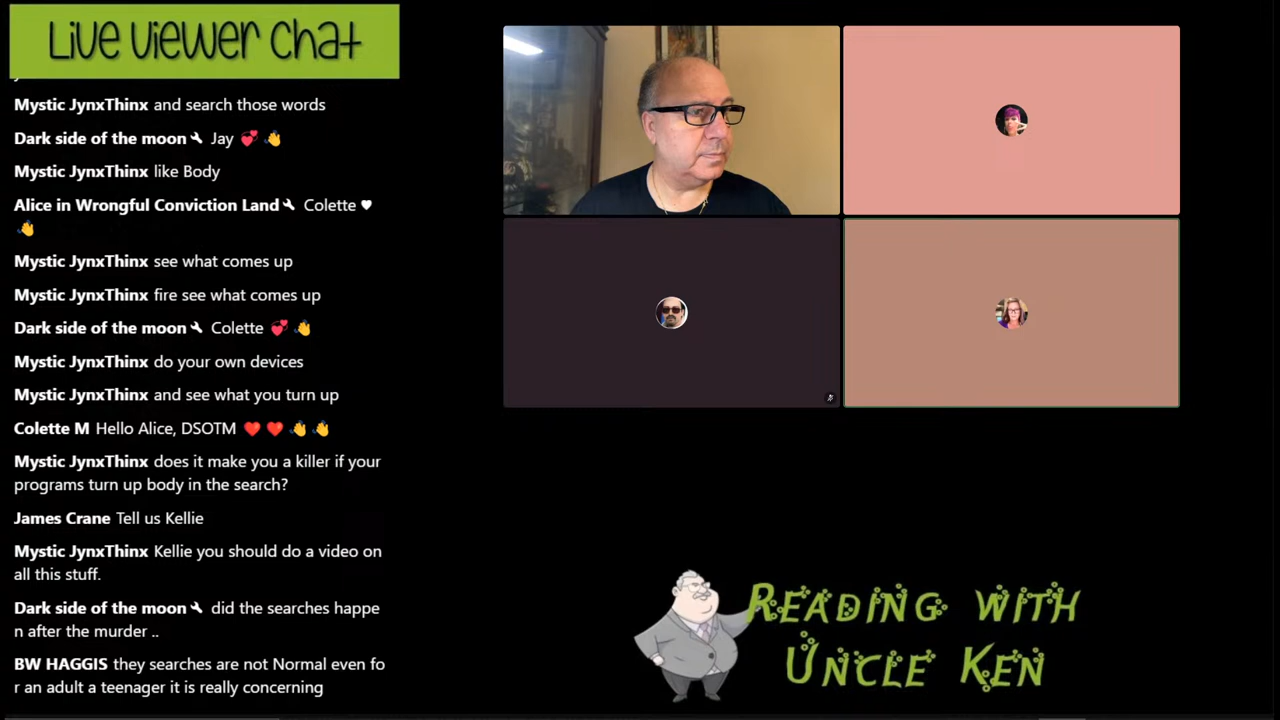 Live viewer chat
Mystic JynxThinx and search those words
Dark side of the moon Jay 💞 👋
Mystic JynxThinx like Body
Alice in Wrongful Conviction Land Colette ♥
👋
Mystic JynxThinx see what comes up
Mystic JynxThinx fire see what comes up
Dark side of the moon Colette 💞 👋
Mystic JynxThinx do your own devices
Mystic JynxThinx and see what you turn up
Colette M Hello Alice, DSOTM ❤️ ❤️ 👋 👋
Mystic JynxThinx does it make you a killer if your
programs turn up body in the search?
James Crane Tell us Kellie
Mystic JynxThinx Kellie you should do a video on
all this stuff.
Dark side of the moon did the searches happe
n after the murder ..
BW HAGGIS they searches are not Normal even fo
r an adult a teenager it is really concerning
Reading with
Uncle Ken